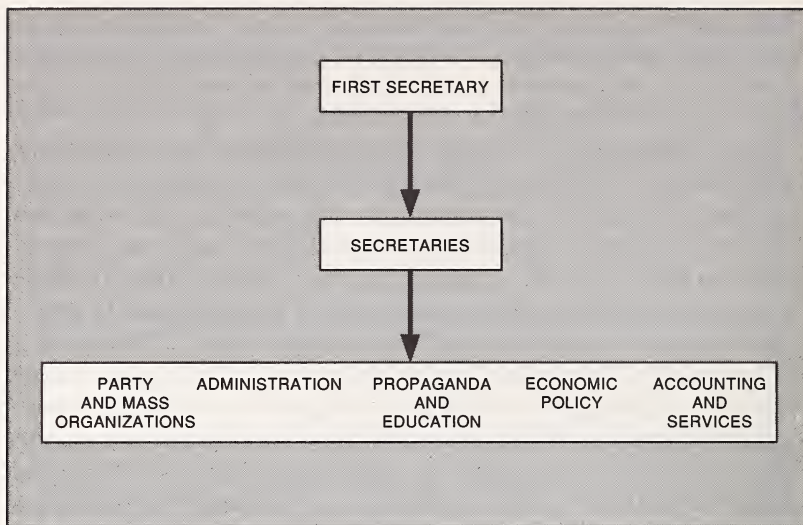 FIRST SECRETARY
SECRETARIES
PARTY
AND MASS
ORGANIZATIONS
ADMINISTRATION
PROPAGANDA
AND
EDUCATION
ECONOMIC
POLICY
ACCOUNTING
AND
SERVICES